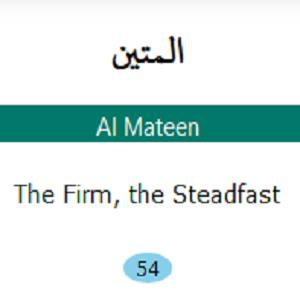 المتين
Al Mateen
The Firm, the Steadfast
54